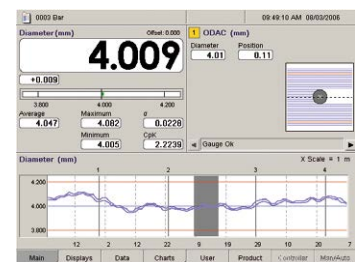 0003 Bar
09:49:10 AM 08/03/2006
Diameter (mm)
Offset: 0.000
4.009
+0.009
3.800 4.000 4.200
Average Maximum σ
4.047 4.082 0.0228
Minimum CpK
4.005 2.2239
1 ODAC (mm)
Diameter Position
4.01 0.11
Gauge Ok
Diameter (mm)
X Scale = 1 m
1 2 3 4
4.200
4.000
3.800
12 2 12 22 9 19 29 10 20 7
Main Displays Data Charts User Product Controller Man/Auto